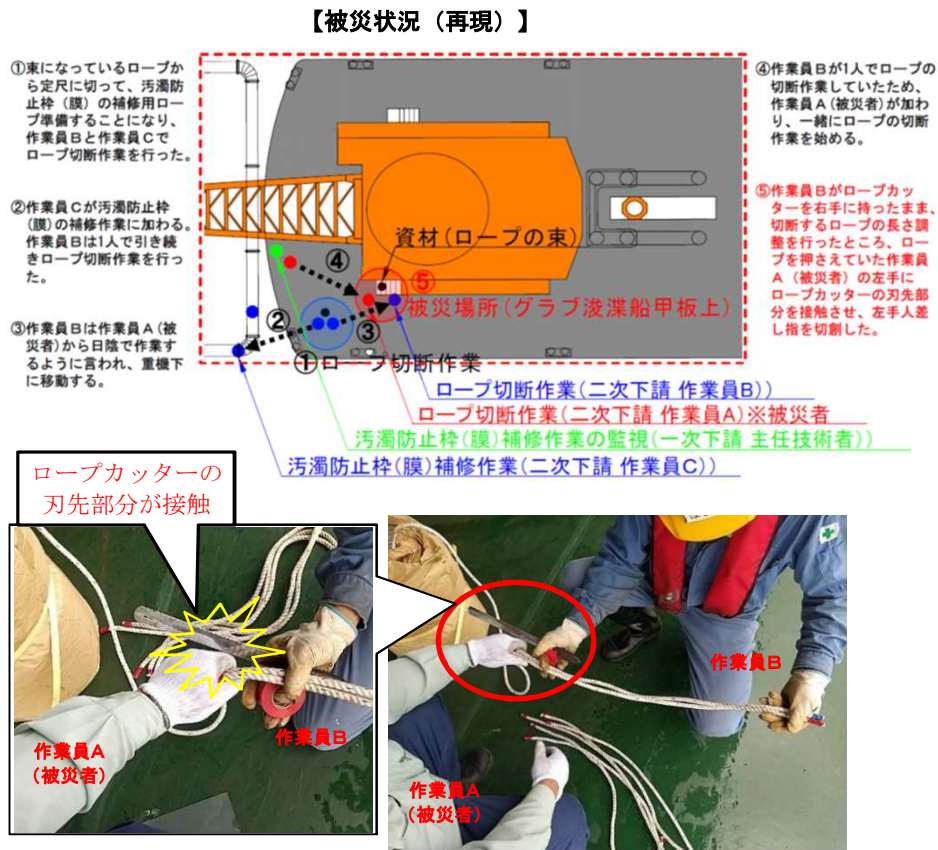 【被災状況（再現）】
①束になっているロープか
ら定尺に切って、汚濁防
止枠（膜）の補修用ロー
プ準備することになり、
作業員Bと作業員Cで
ロープ切断作業を行った。
②作業員Cが汚濁防止枠
（膜）の補修作業に加わる。
作業員Bは1人で引き続
きロープ切断作業を行っ
た。
③作業員Bは作業員A（被
災者）から日陰で作業す
るように言われ、重機下
に移動する。
④作業員Bが1人でロープの
切断作業していたため、
作業員A（被災者）が加わ
り、一緒にロープの切断
作業を始める。
⑤作業員Bがロープカッ
ターを右手に持ったまま、
切断するロープの長さ調
整を行ったところ、ロー
プを押さえていた作業員
A（被災者）の左手に
ロープカッターの刃先部
分を接触させ、左手人差
し指を切創した。
資材（ロープの束）
④
⑤
被災場所（グラブ浚渫船甲板上）
②
③
①ロープ切断作業
ロープ切断作業（二次下請 作業員B））
ロープ切断作業（二次下請 作業員A）※被災者
汚濁防止枠（膜）補修作業の監視（一次下請 主任技術者））
汚濁防止枠（膜）補修作業（二次下請 作業員C））
ロープカッターの
刃先部分が接触
作業員A
（被災者）
作業員B
作業員B
作業員A
（被災者）